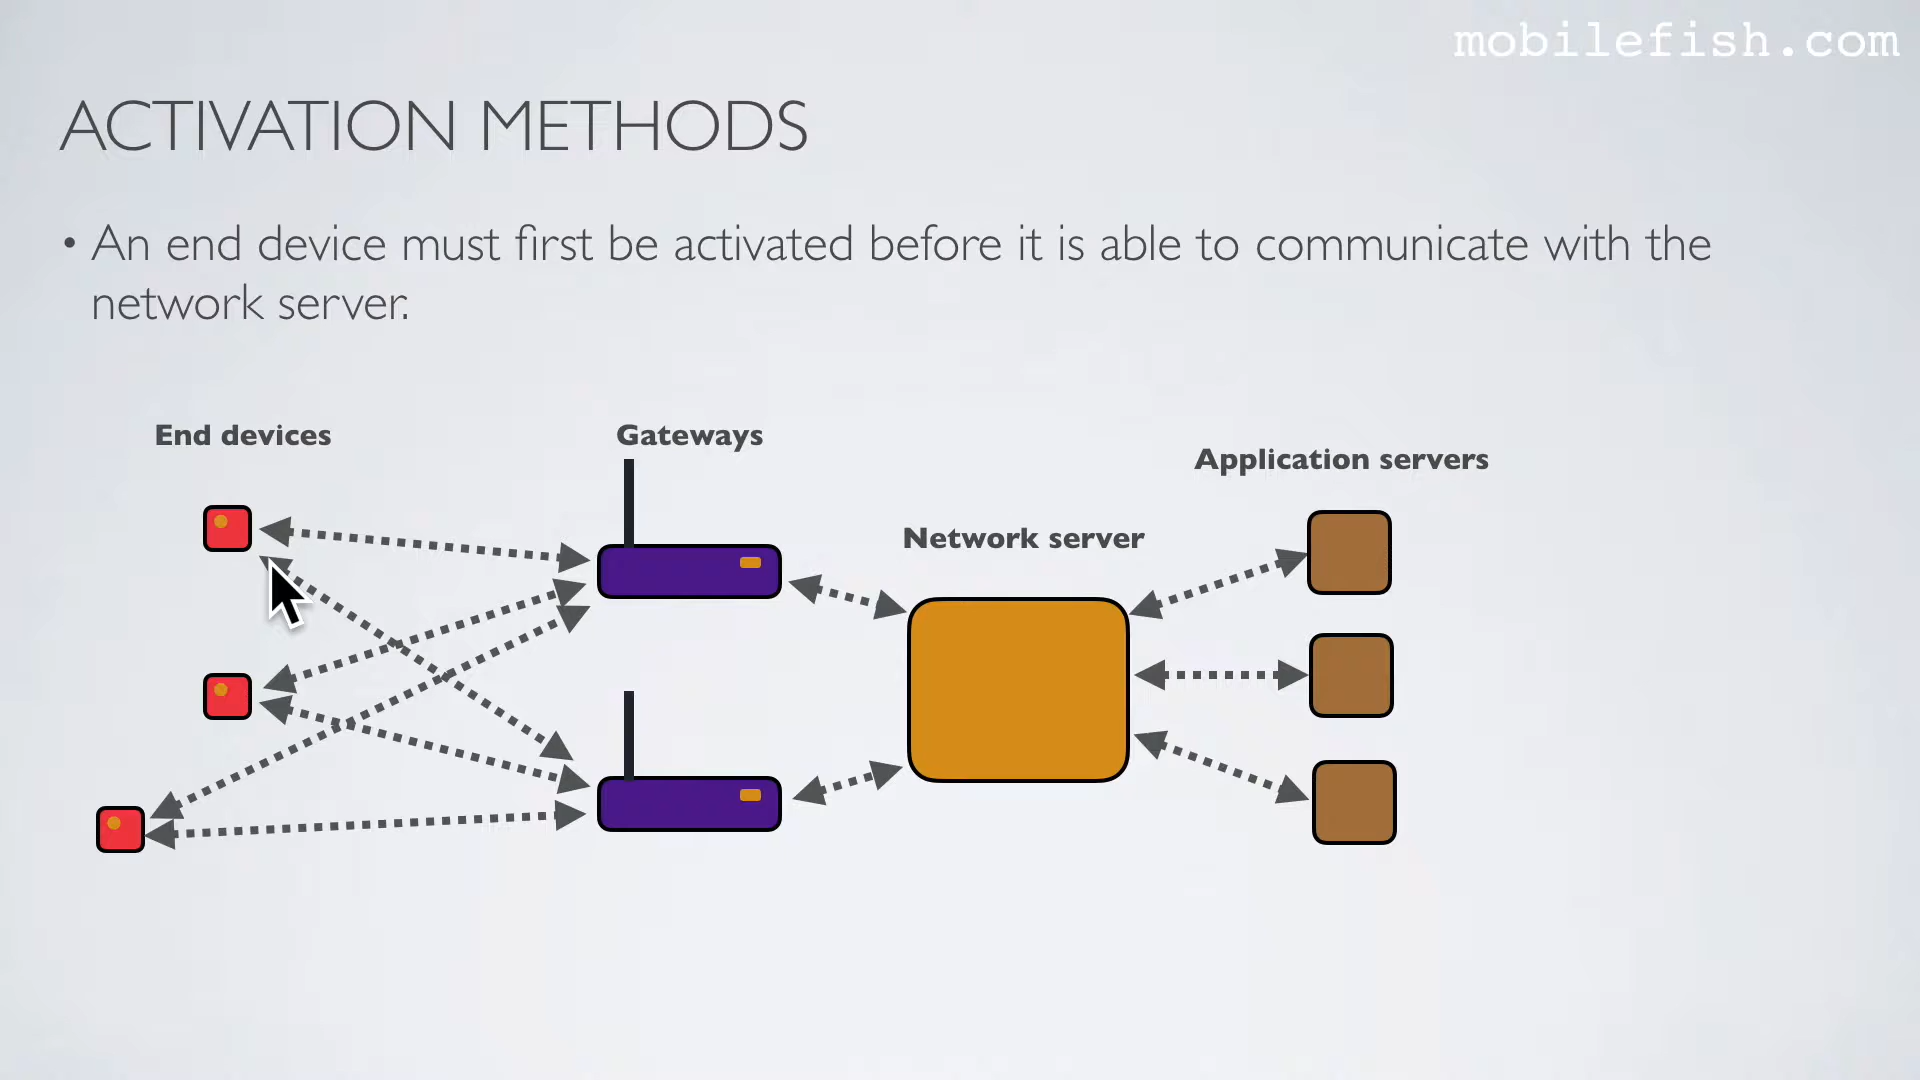 mobilefish.com
ACTIVATION METHODS
• An end device must first be activated before it is able to communicate with the
network server.
End devices
Gateways
Application servers
Network server